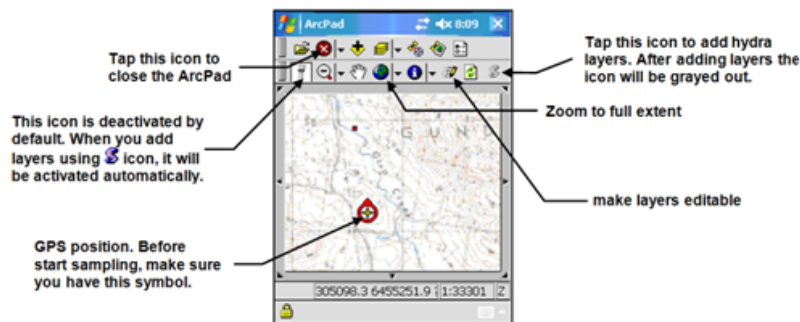 ArcPad
8:09
Tap this icon to
close the ArcPad
Tap this icon to add hydra
layers. After adding layers the
icon will be grayed out.
This icon is deactivated by
default. When you add
layers using S icon, it will
be activated automatically.
Zoom to full extent
G U N D
make layers editable
GPS position. Before
start sampling, make sure
you have this symbol.
305098.3 6455251.9
1:33301
Z